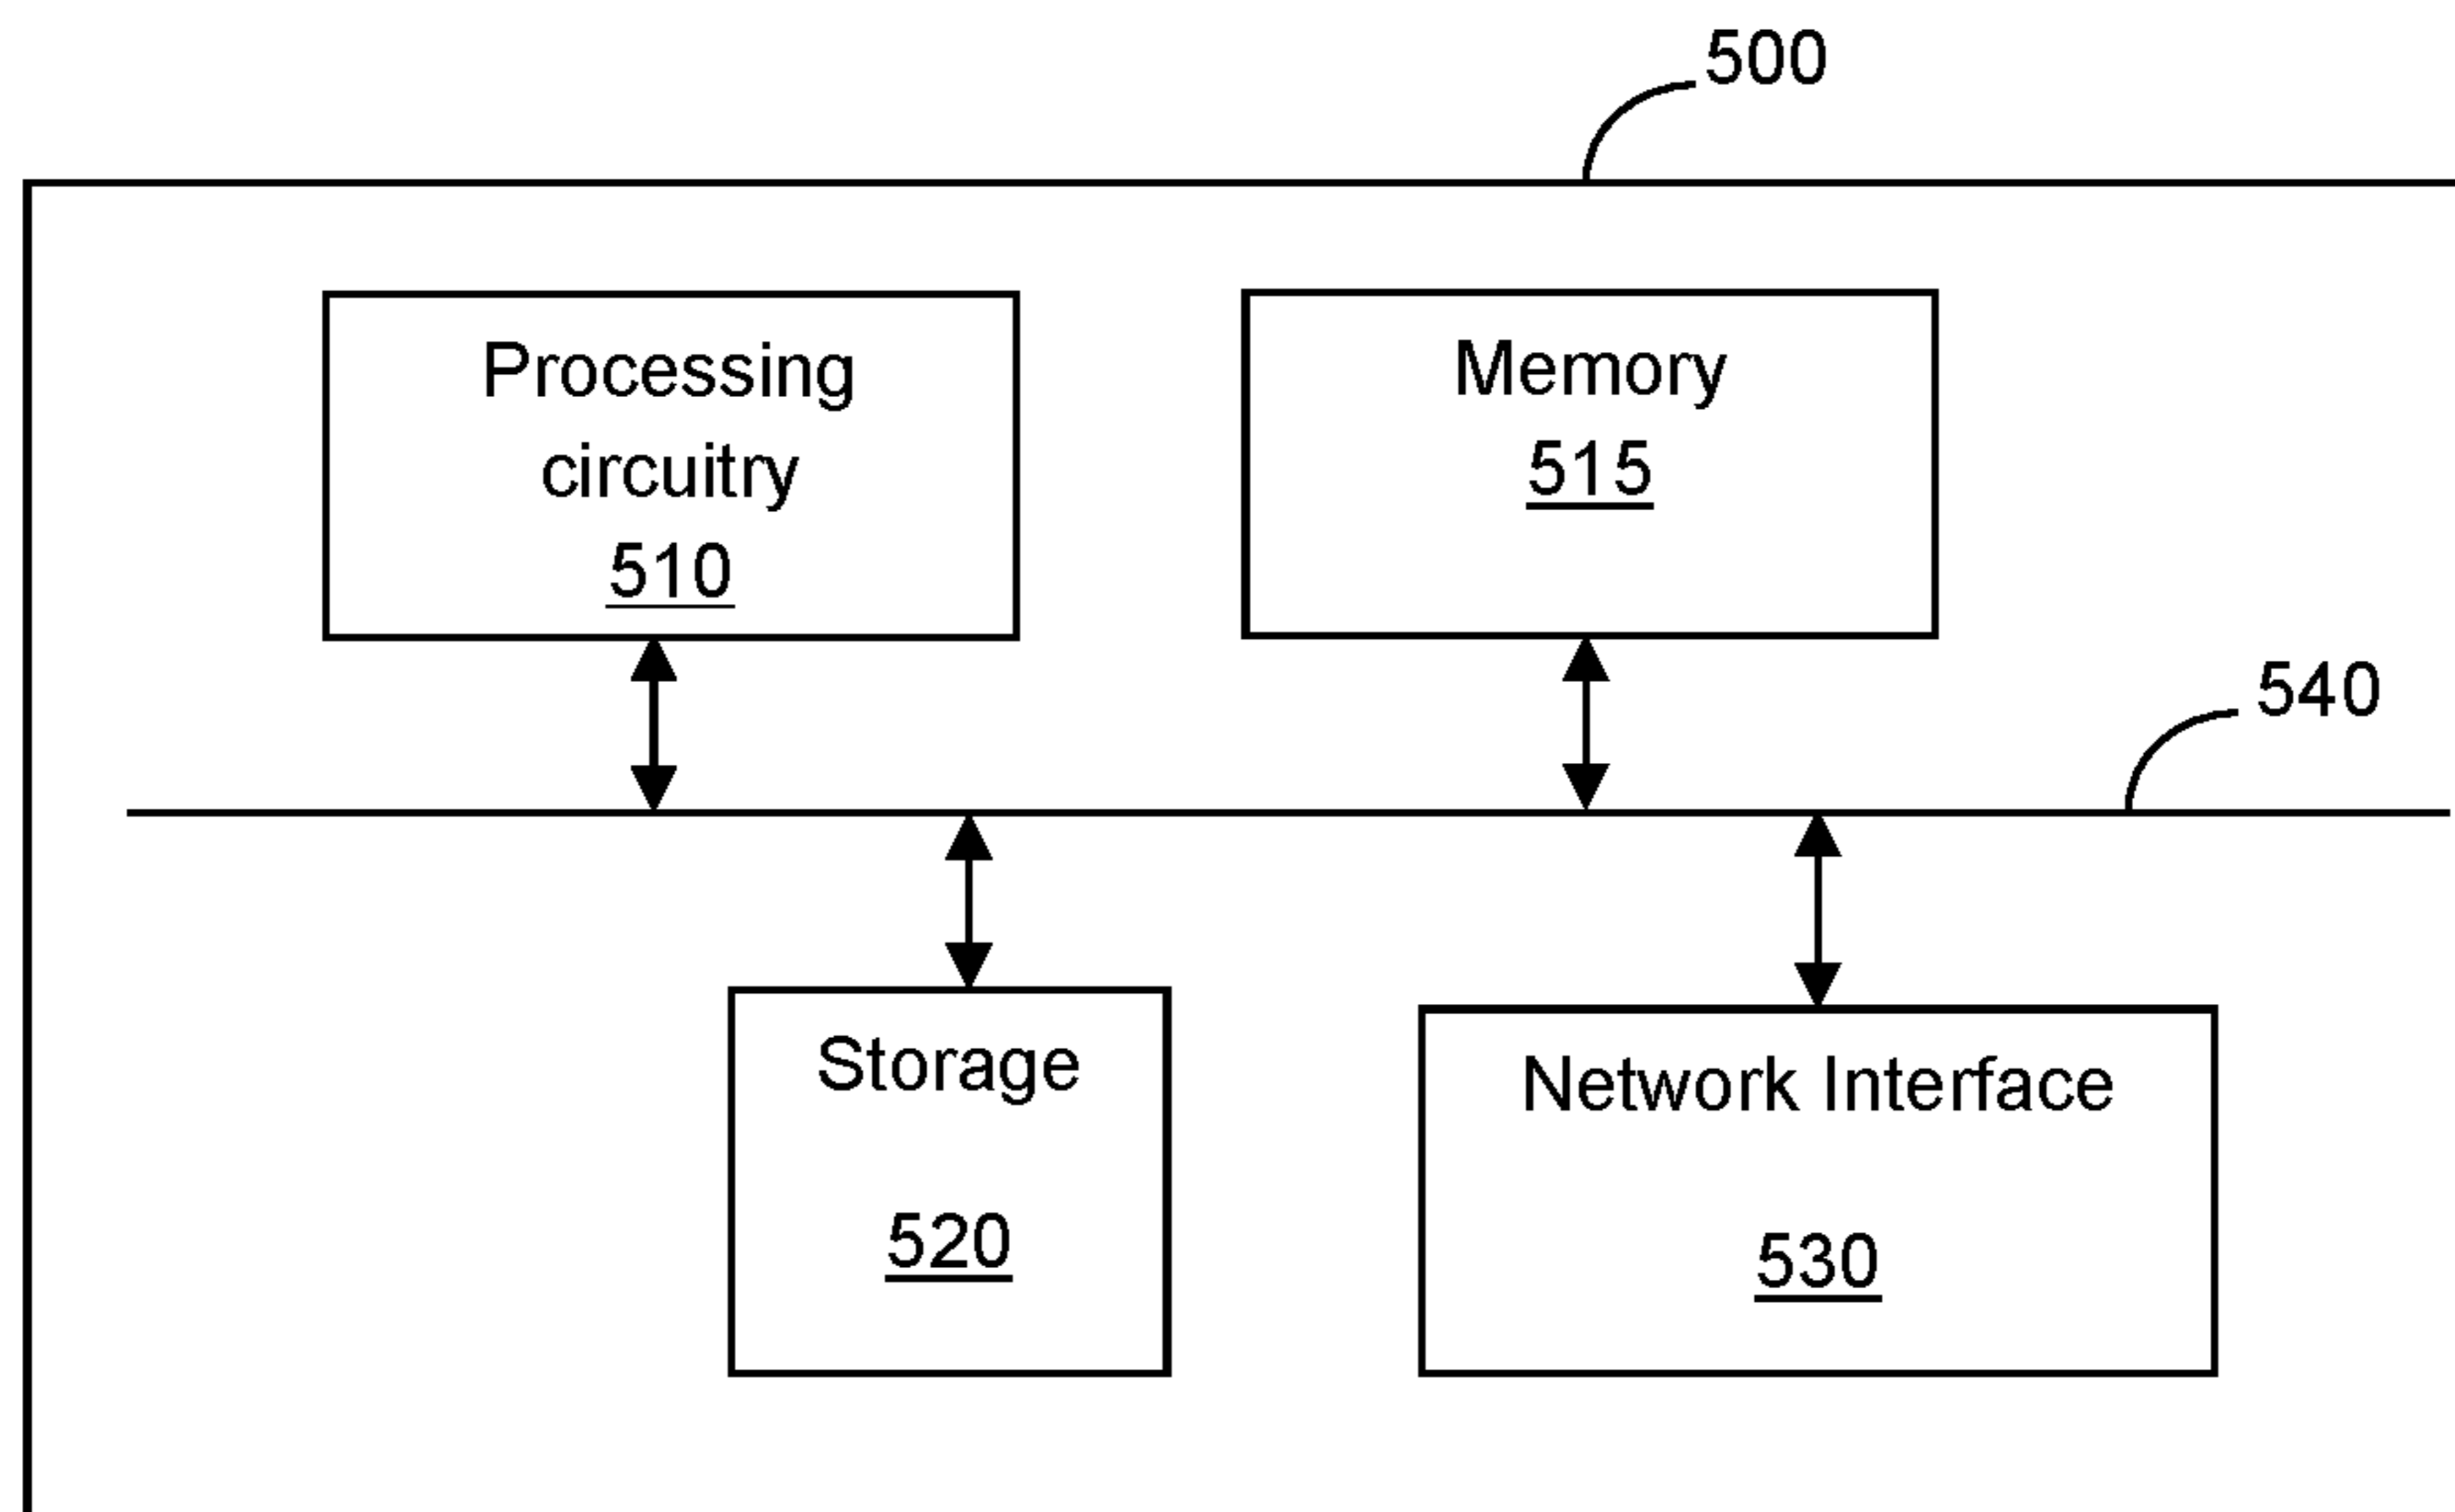 500
Processing
circuitry
510
Memory
515
540
Storage
520
Network Interface
530